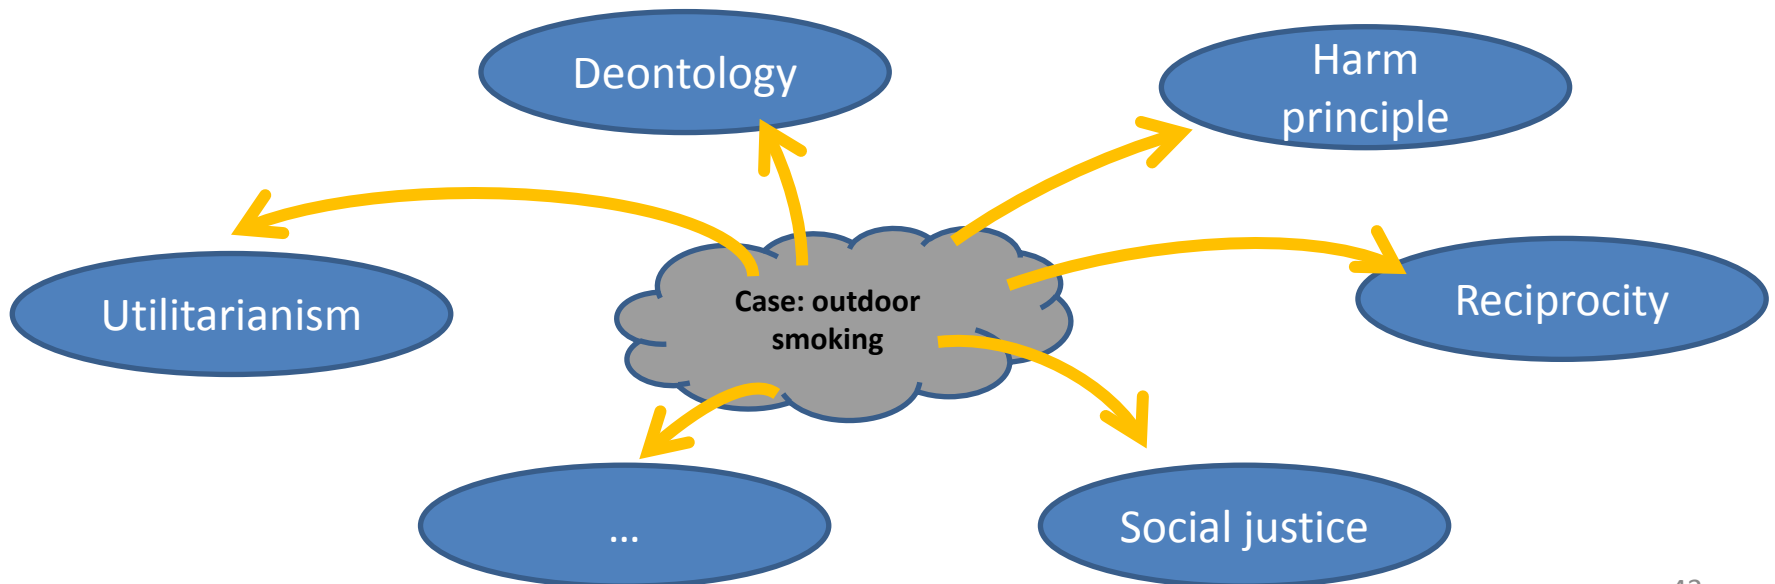 Deontology
Harm
principle
Utilitarianism
Case: outdoor
smoking
Reciprocity
...
Social justice